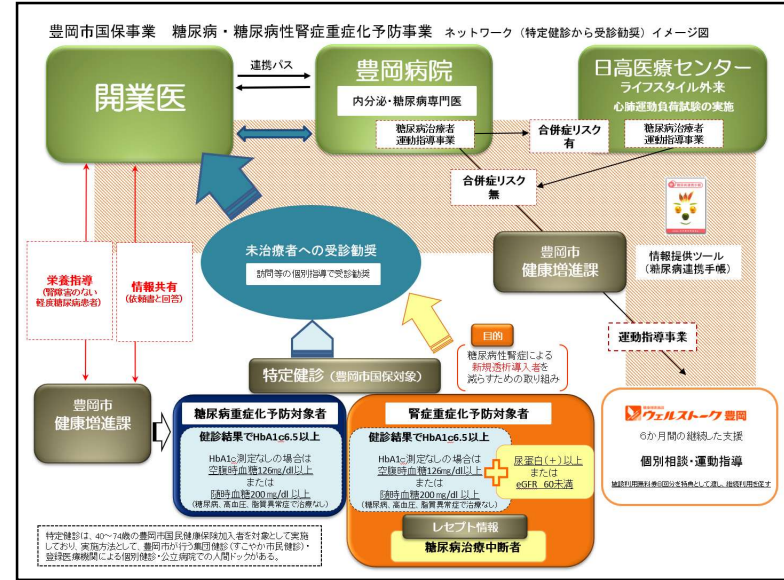 豊岡市国保事業　糖尿病・糖尿病性腎症重症化予防事業　ネットワーク（特定健診から受診勧奨）イメージ図
開業医
連携パス
豊岡病院
内分泌・糖尿病専門医
糖尿病治療者
運動指導事業
合併症リスク
有
日高医療センター
ライフスタイル外来
心肺運動負荷試験の実施
糖尿病治療者
運動指導事業
合併症リスク
無
未治療者への受診勧奨
訪問等の個別指導で受診勧奨
豊岡市
健康増進課
情報提供ツール
（糖尿病連携手帳）
栄養指導
（腎障害のない
軽度糖尿病患者）
情報共有
（依頼書と回答）
運動指導事業
目的
糖尿病性腎症による
新規透析導入者を
減らすための取り組み
特定健診（豊岡市国保対象）
豊岡市
健康増進課
糖尿病重症化予防対象者
健診結果でHbA1c6.5以上
HbA1c測定なしの場合は
空腹時血糖126mg/dl以上
または
随時血糖200mg/dl以上
（糖尿病、高血圧、脂質異常症で治療なし）
腎症重症化予防対象者
健診結果でHbA1c6.5以上
HbA1c測定なしの場合は
空腹時血糖126mg/dl以上
または
随時血糖200mg/dl以上
（糖尿病、高血圧、脂質異常症で治療なし）
尿蛋白（＋）以上
または
eGFR 60未満
レセプト情報
糖尿病治療中断者
ウェルストーク豊岡
6か月間の継続した支援
個別相談・運動指導
施設利用無料券8回分を特典として渡し、継続利用を促す
特定健診は、40～74歳の豊岡市国民健康保険加入者を対象として実施
しており、実施方法として、豊岡市が行う集団健診（すこやか市民健診）・
登録医療機関による個別健診・公立病院での人間ドックがある。